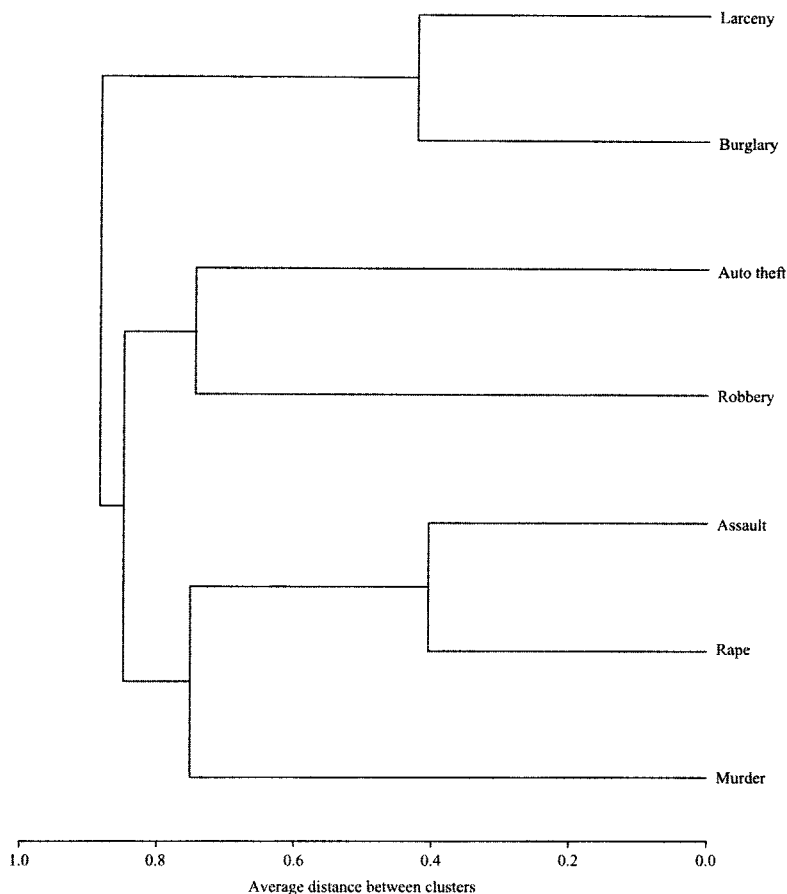 Larceny
Burglary
Auto theft
Robbery
Assault
Rape
Murder
1.0 0.8 0.6 0.4 0.2 0.0
Average distance between clusters